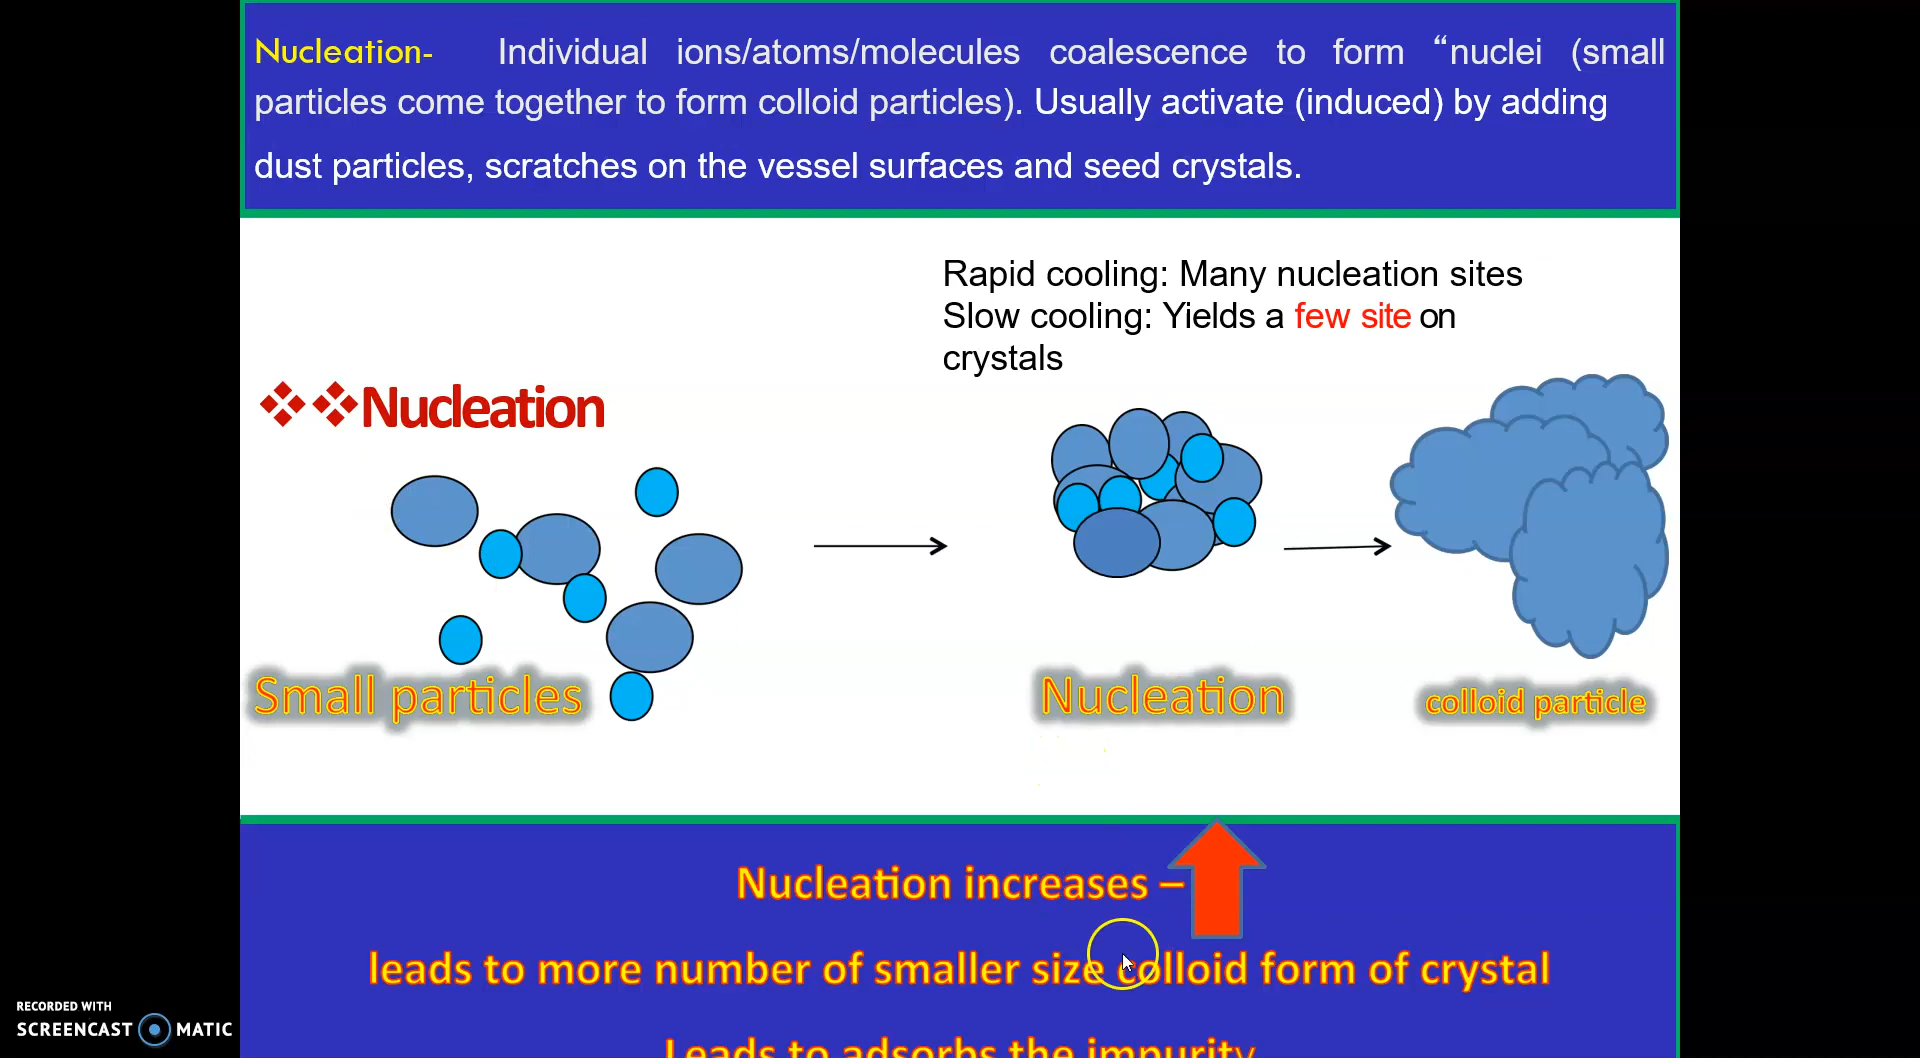 Nucleation- Individual ions/atoms/molecules coalescence to form “nuclei (small
particles come together to form colloid particles). Usually activate (induced) by adding
dust particles, scratches on the vessel surfaces and seed crystals.
Rapid cooling: Many nucleation sites
Slow cooling: Yields a few site on
crystals
❖❖Nucleation
Small particles
Nucleation
colloid particle
Nucleation increases –
leads to more number of smaller size colloid form of crystal
Leads to adsorbs the impurity
RECORDED WITH
SCREENCAST MATIC